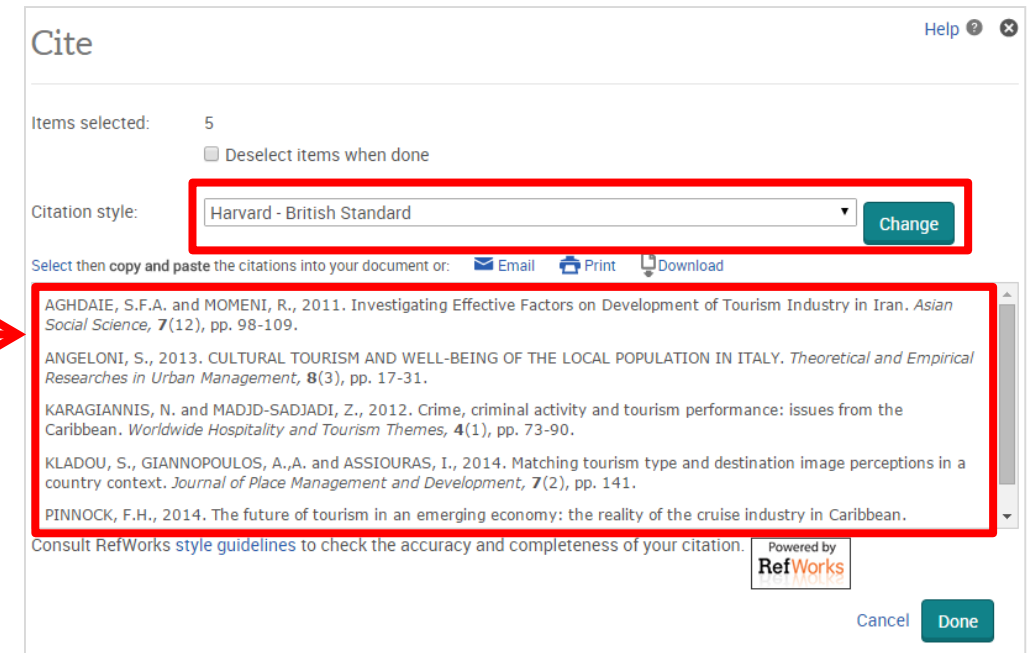 Cite
Help ?
Items selected: 5
Deselect items when done
Citation style: Harvard - British Standard Change
Select then copy and paste the citations into your document or: Email Print Download
AGHDAIE, S.F.A. and MOMENI, R., 2011. Investigating Effective Factors on Development of Tourism Industry in Iran. Asian
Social Science, 7(12), pp. 98-109.
ANGELONI, S., 2013. CULTURAL TOURISM AND WELL-BEING OF THE LOCAL POPULATION IN ITALY. Theoretical and Empirical
Researches in Urban Management, 8(3), pp. 17-31.
KARAGIANNIS, N. and MADJD-SADJADI, Z., 2012. Crime, criminal activity and tourism performance: issues from the
Caribbean. Worldwide Hospitality and Tourism Themes, 4(1), pp. 73-90.
KLADOU, S., GIANNOPOULOS, A.,A. and ASSIOURAS, I., 2014. Matching tourism type and destination image perceptions in a
country context. Journal of Place Management and Development, 7(2), pp. 141.
PINNOCK, F.H., 2014. The future of tourism in an emerging economy: the reality of the cruise industry in Caribbean.
Consult RefWorks style guidelines to check the accuracy and completeness of your citation.
Powered by
RefWorks
Cancel Done